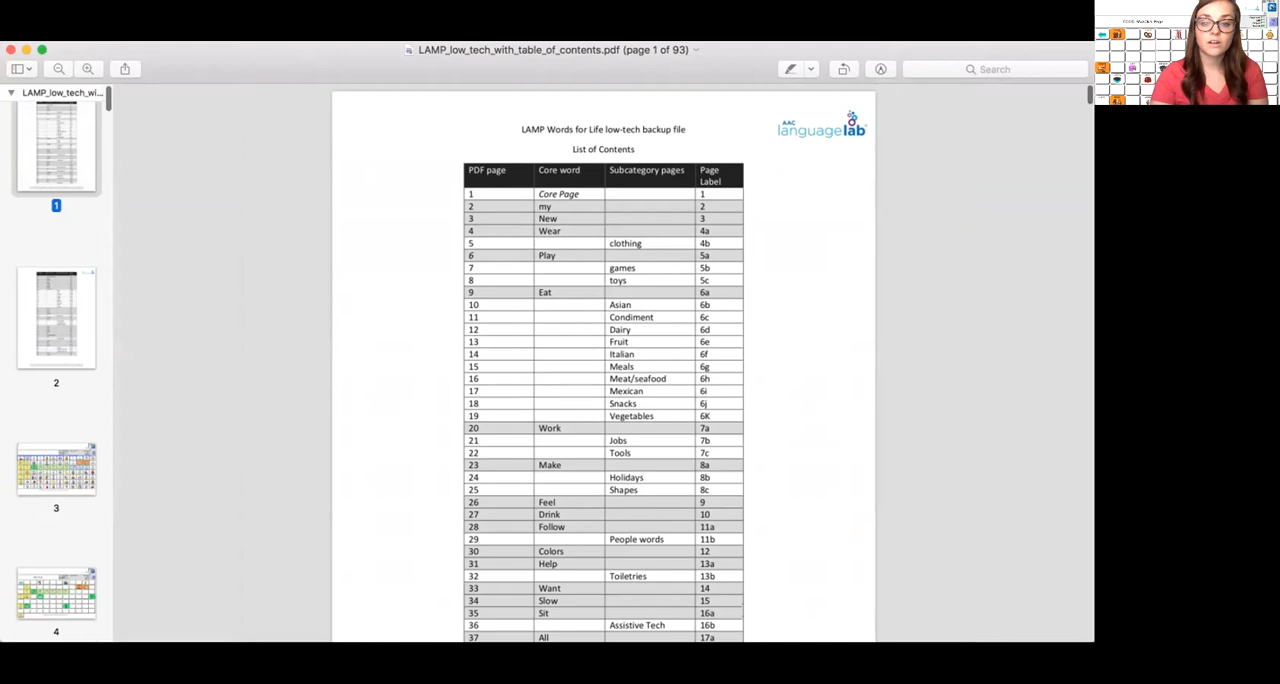 LAMP_low_tech_with_table_of_contents.pdf (page 1 of 93)
Search
LAMP_low_tech_wi...
1
2
3
4
LAMP Words for Life low-tech backup file
AAC
languagelab
List of Contents
PDF page Core word Subcategory pages Page Label
1 Core Page 1
2 my 2
3 New 3
4 Wear 4a
5 clothing 4b
6 Play 5a
7 games 5b
8 toys 5c
9 Eat 6a
10 Asian 6b
11 Condiment 6c
12 Dairy 6d
13 Fruit 6e
14 Italian 6f
15 Meals 6g
16 Meat/seafood 6h
17 Mexican 6i
18 Snacks 6j
19 Vegetables 6K
20 Work 7a
21 Jobs 7b
22 Tools 7c
23 Make 8a
24 Holidays 8b
25 Shapes 8c
26 Feel 9
27 Drink 10
28 Follow 11a
29 People words 11b
30 Colors 12
31 Help 13a
32 Toiletries 13b
33 Want 14
34 Slow 15
35 Sit 16a
36 Assistive Tech 16b
37 All 17a